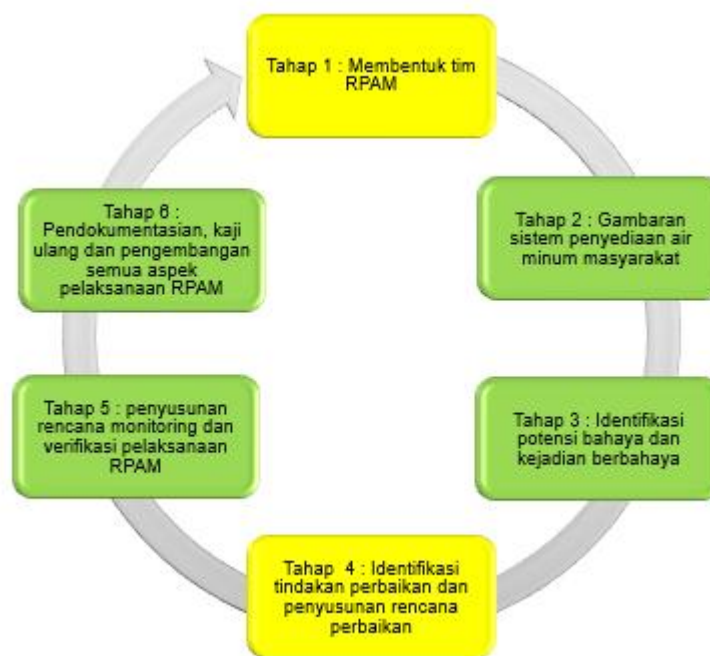 Tahap 1 : Membentuk tim
RPAM
Tahap 2 : Gambaran
sistem penyediaan air
minum masyarakat
Tahap 3 : Identifikasi
potensi bahaya dan
kejadian berbahaya
Tahap 4 : Identifikasi
tindakan perbaikan dan
penyusunan rencana
perbaikan
Tahap 5 : penyusunan
rencana monitoring dan
verifikasi pelaksanaan
RPAM
Tahap 6 :
Pendokumentasian, kaji
ulang dan pengembangan
semua aspek
pelaksanaan RPAM